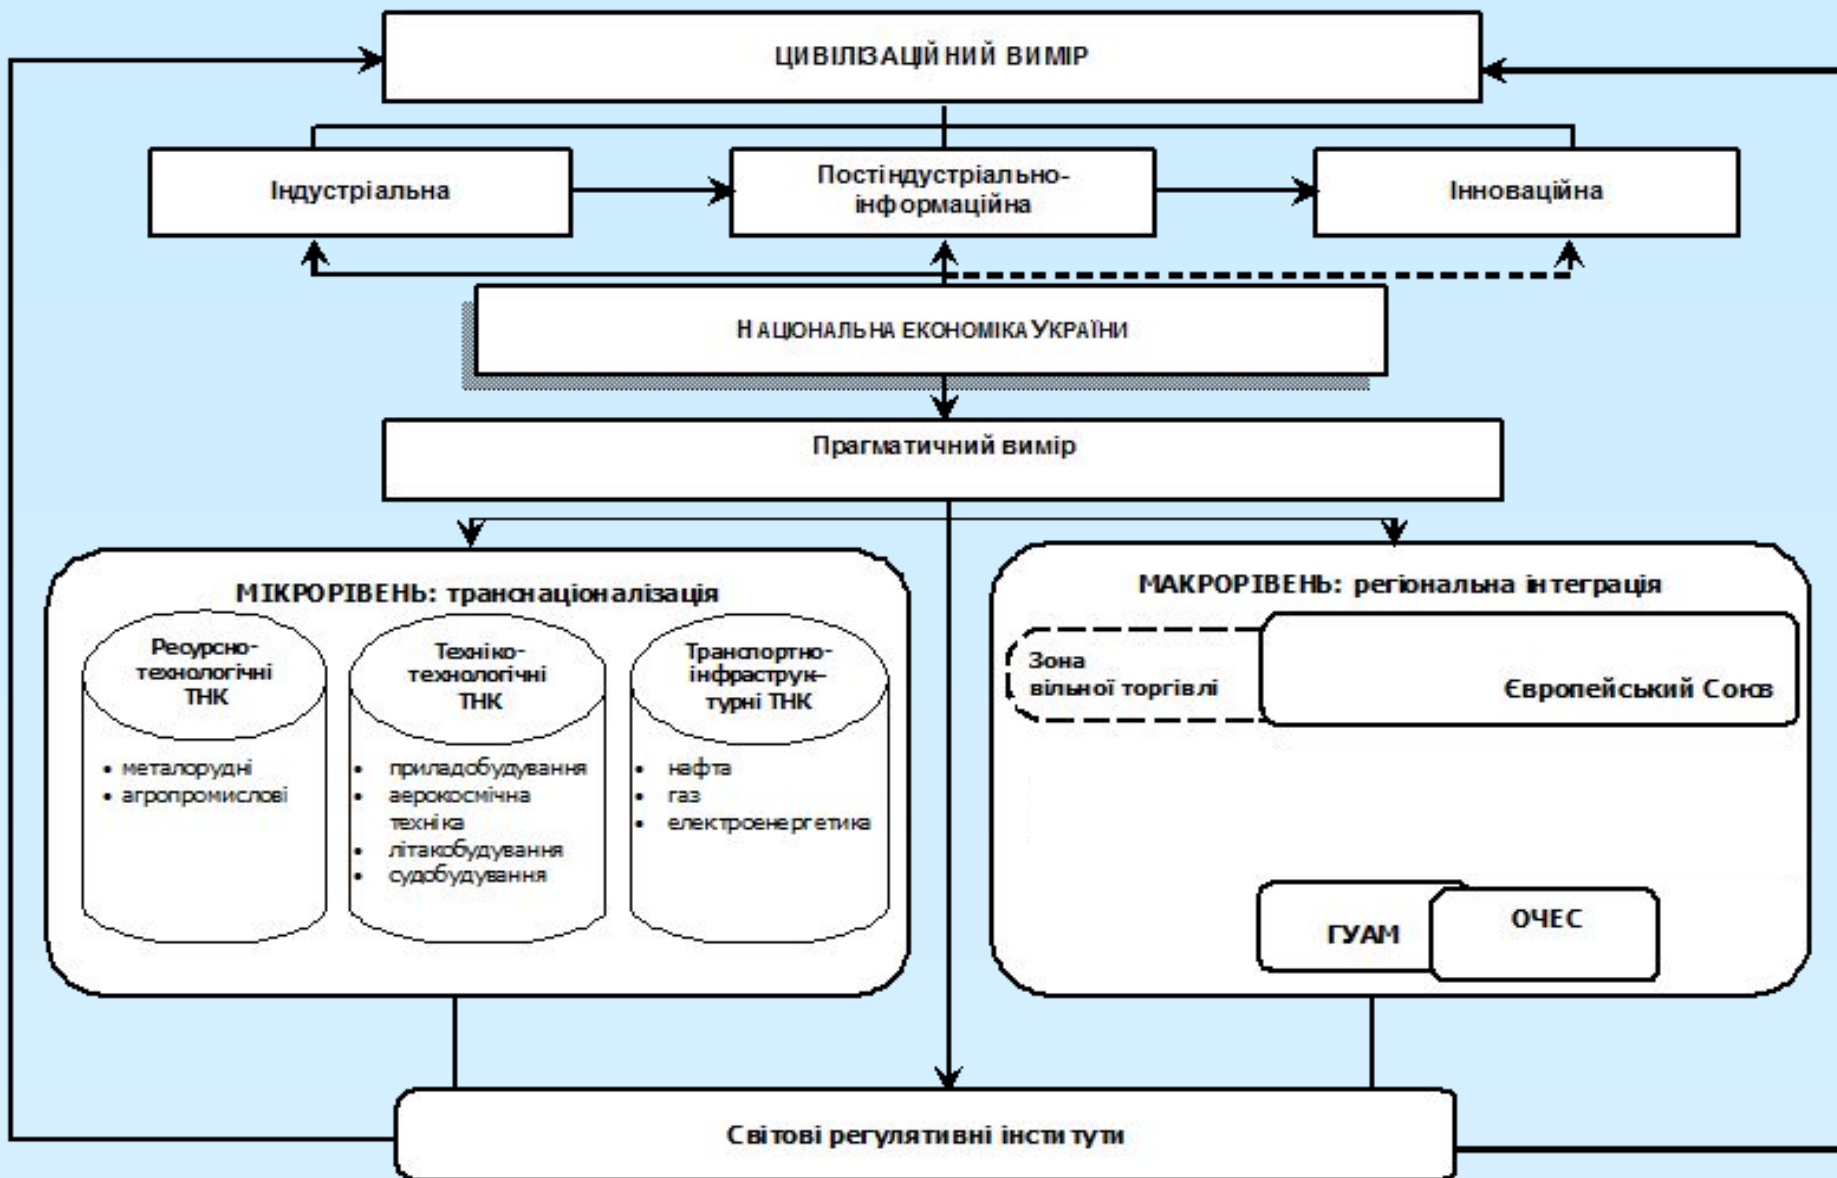 ЦИВІЛІЗАЦІЙНИЙ ВИМІР
Індустріальна
Постіндустріально-
інформаційна
Інноваційна
НАЦІОНАЛЬНА ЕКОНОМІКА УКРАЇНИ
Прагматичний вимір
МІКРОРІВЕНЬ: транснаціоналізація
Ресурсно-
технологічні
ТНК
• металорудні
• агропромислові
Техніко-
технологічні
ТНК
• приладобудування
• аерокосмічна
техніка
• літакобудування
• судобудування
Транспортно-
інфраструк-
турні ТНК
• нафта
• газ
• електроенергетика
МАКРОРІВЕНЬ: регіональна інтеграція
Зона
вільної торгівлі
Європейський Союз
ГУАМ
ОЧЕС
Світові регулятивні інститути